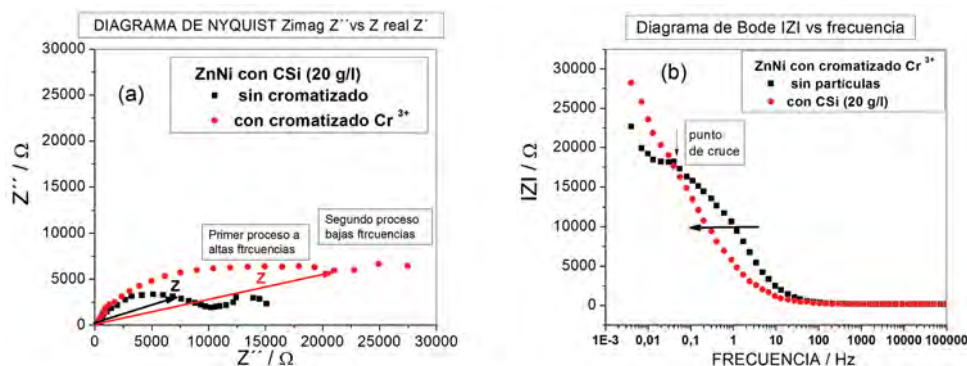 DIAGRAMA DE NYQUIST Zimag Z´´vs Z real Z´
30000
25000
20000
15000
10000
5000
0
Z´´ / Ω
(a)
ZnNi con CSi (20 g/l)
sin cromatizado
con cromatizado Cr 3+
Primer proceso a
altas ftrcuencias
Segundo proceso
bajas ftrcuencias
Z
Z
0 5000 10000 15000 20000 25000 30000
Z´´ / Ω
Diagrama de Bode IZI vs frecuencia
30000
25000
20000
15000
10000
5000
0
IZI / Ω
(b)
ZnNi con cromatizado Cr 3+
sin partículas
con CSi (20 g/l)
punto
de cruce
1E-3 0,01 0,1 1 10 100 1000 10000 100000
FRECUENCIA / Hz